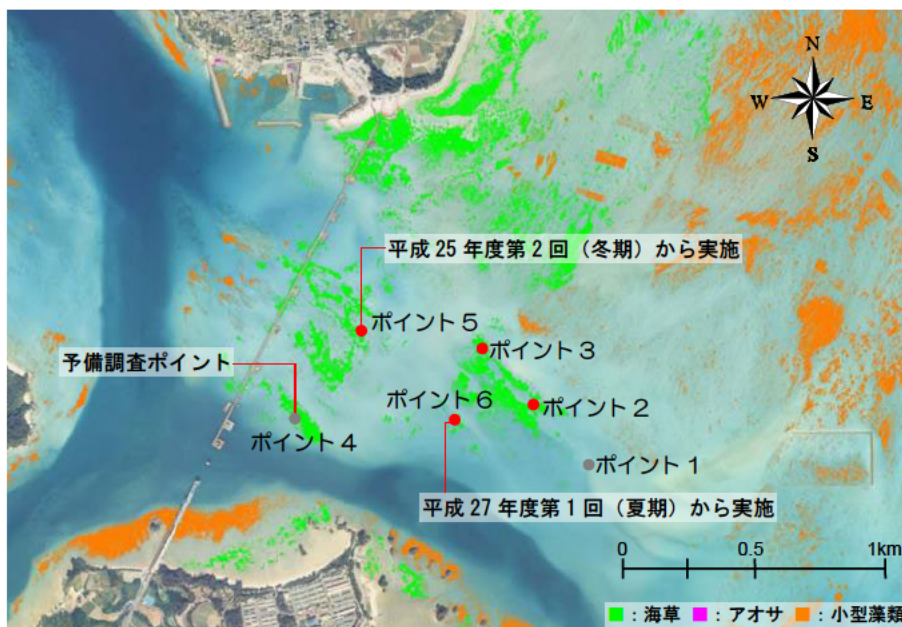 N
W E
S
平成25年度第2回（冬期）から実施
ポイント5
ポイント3
予備調査ポイント
ポイント6
ポイント2
ポイント4
ポイント1
平成27年度第1回（夏期）から実施
0 0.5 1km
：海草 ：アオサ ：小型藻類